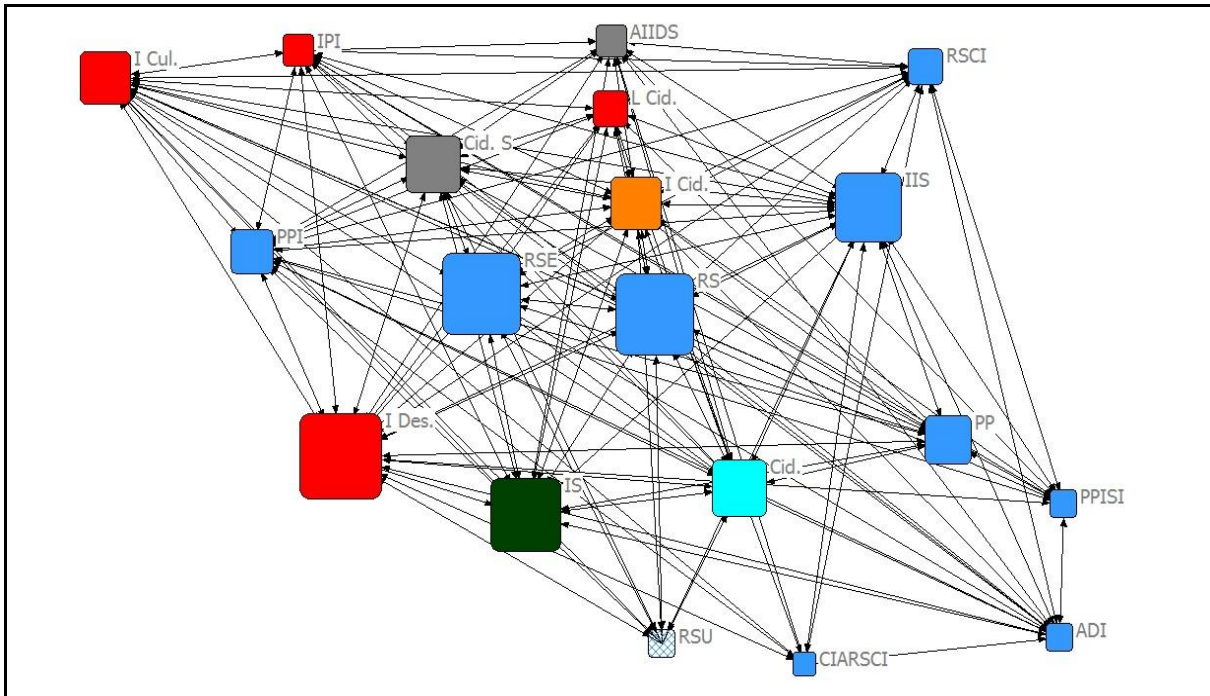 AIIDS
IPI
RSCI
I Cul.
L Cid.
Cid. S
I Cid.
IIS
PPI
RSE
RS
I Des.
PP
Cid.
IS
PPISI
RSU
ADI
CIARSCI